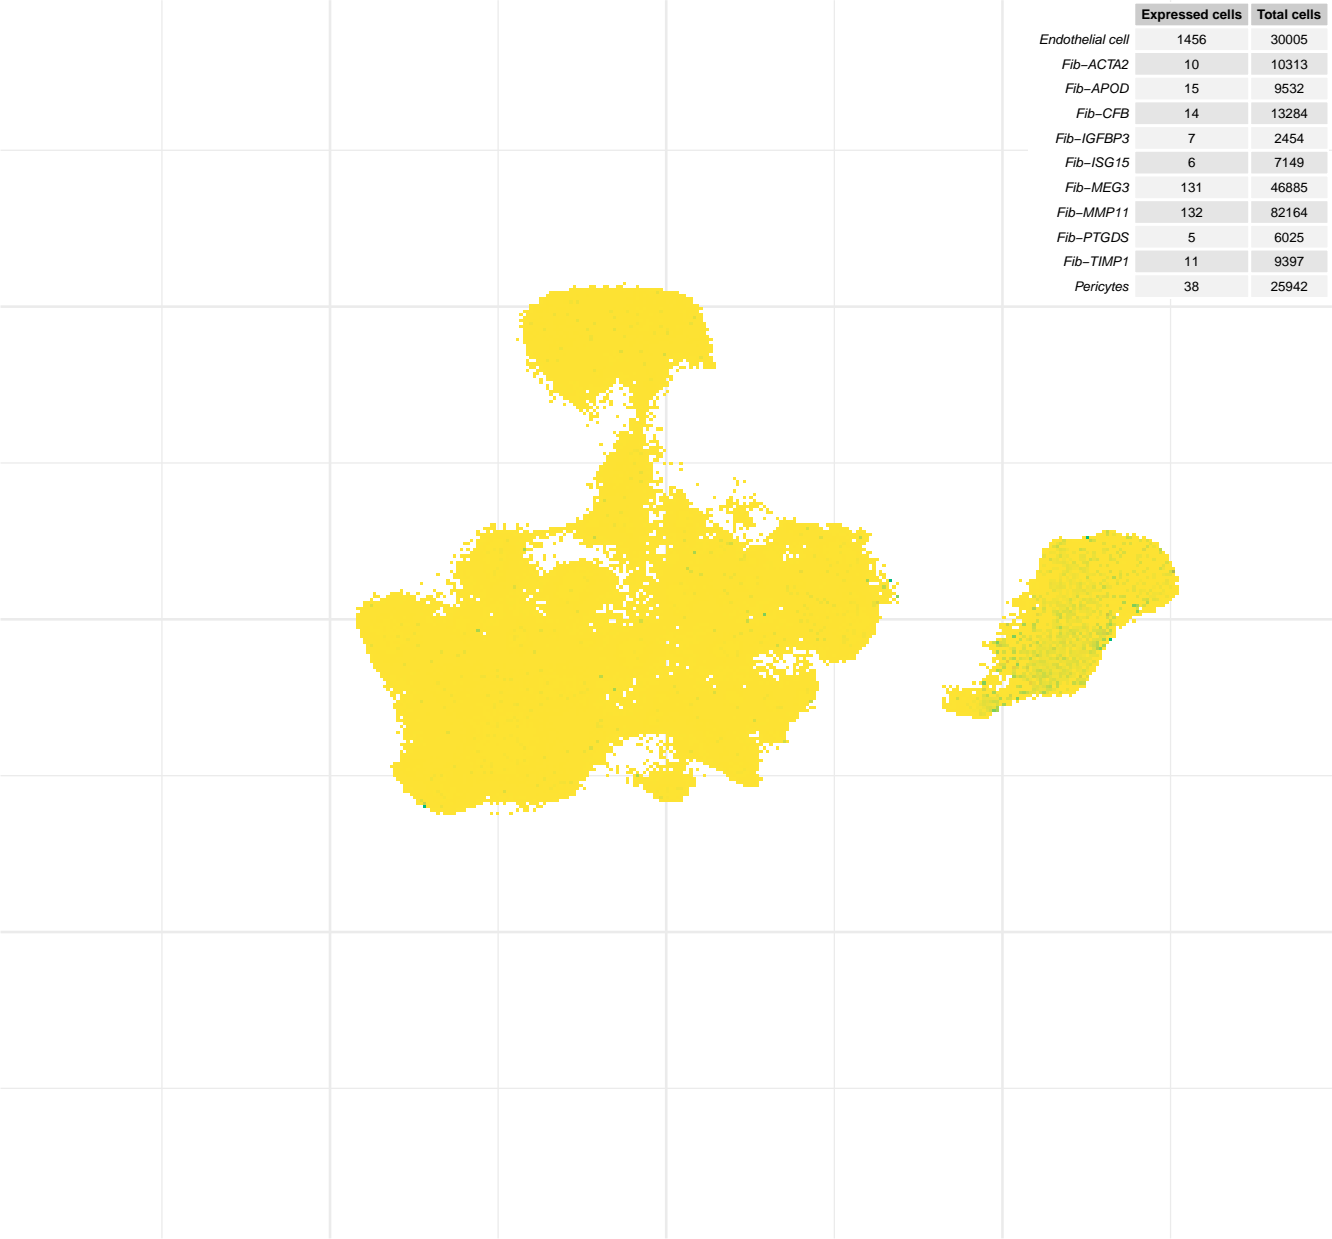 Expressed cells Total cells
Endothelial cell 1456 30005
Fib−ACTA2 10 10313
Fib−APOD 15 9532
Fib−CFB 14 13284
Fib−IGFBP3 7 2454
Fib−ISG15 6 7149
Fib−MEG3 131 46885
Fib−MMP11 132 82164
Fib−PTGDS 5 6025
Fib−TIMP1 11 9397
Pericytes 38 25942